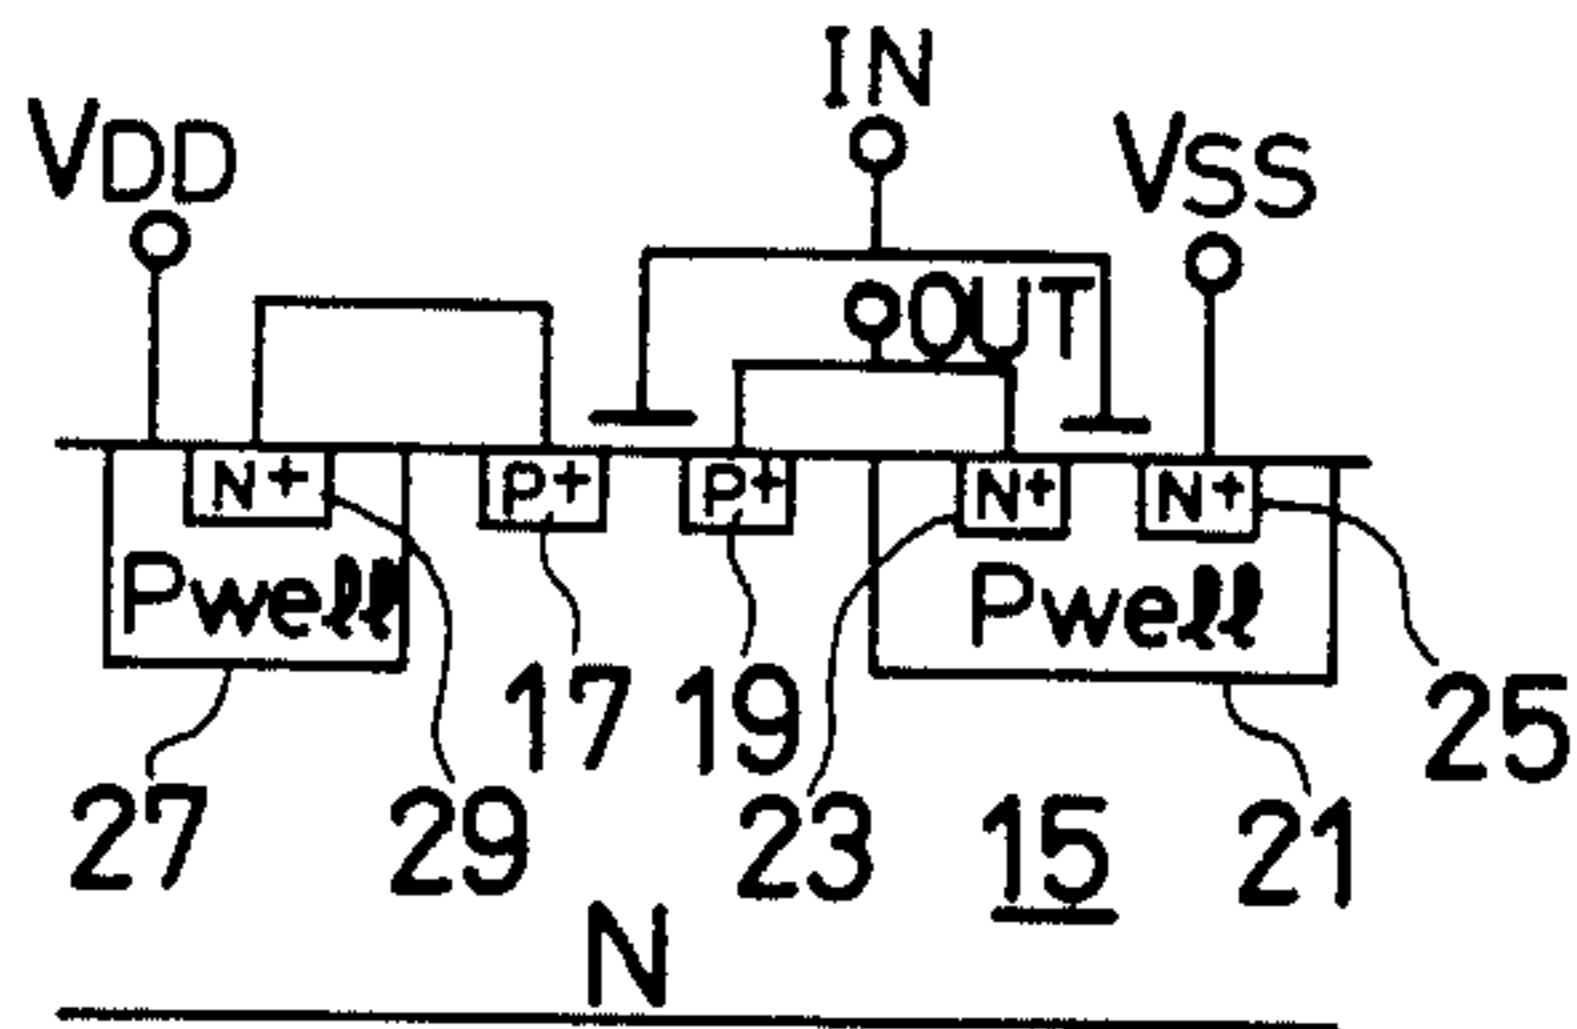 IN
VDD
VSS
OUT
N+ P+ P+ N+ N+
Pwell Pwell
17 19 25
27 29 23 15 21
N